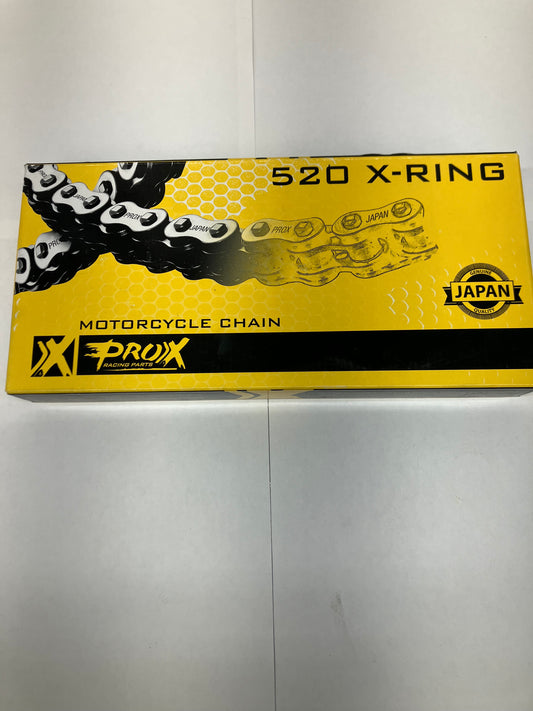 520 X-RING
PROX
JAPAN
PROX
JAPAN
GENUINE
JAPAN
QUALITY
MOTORCYCLE CHAIN
X PROX
RACING PARTS